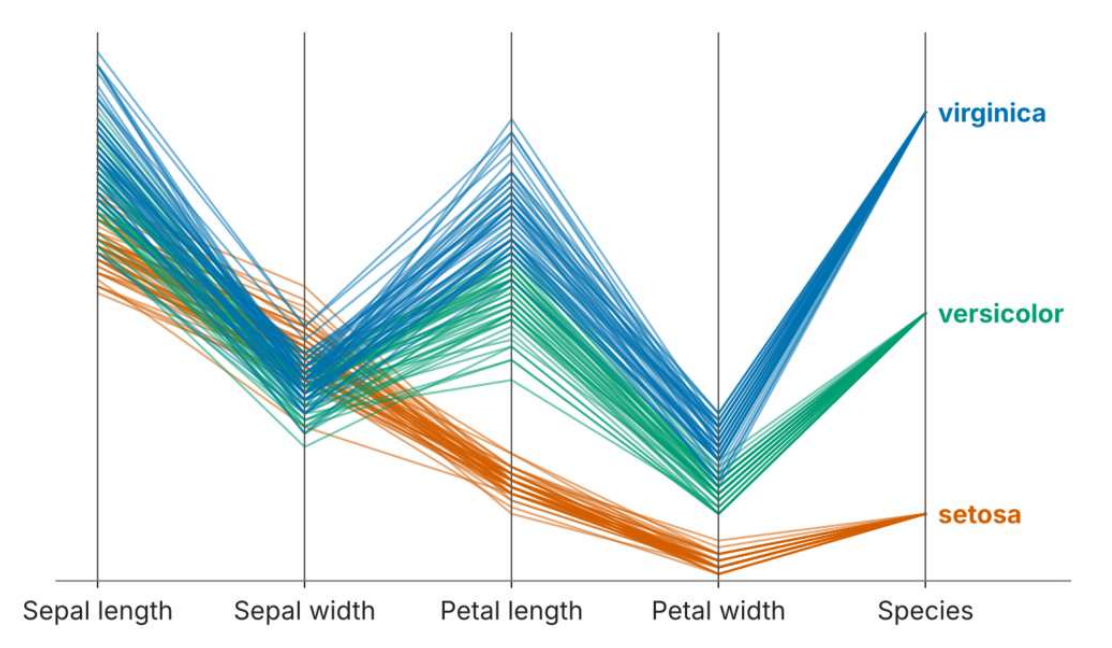 virginica
versicolor
setosa
Sepal length
Sepal width
Petal length
Petal width
Species